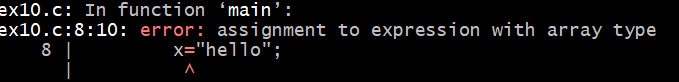 ex10.c: In function ‘main’:
ex10.c:8:10: error: assignment to expression with array type
    8 |         x="hello";
      |          ^